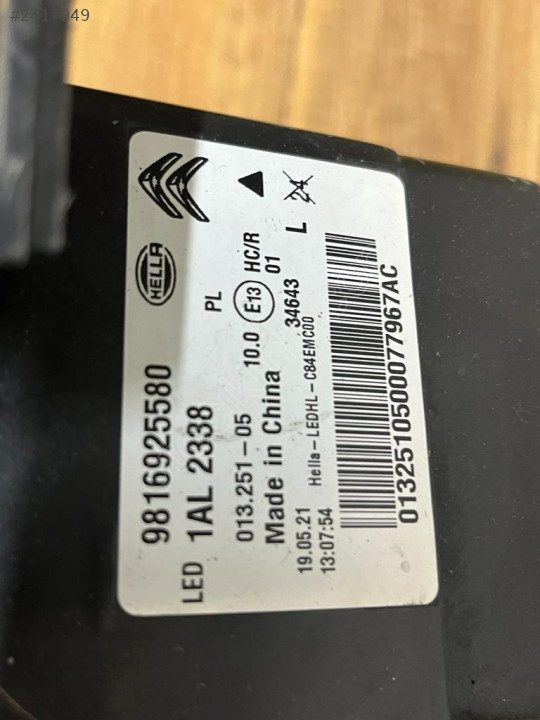 HELLA
9816925580
LED 1AL 2338 PL
013.251-05 10.0 E13 HC/R
Made in China 34643 01
19.05.21 Hella-LEDHL-C84EMC00 L 24
13:07:54
0132510500077967AC